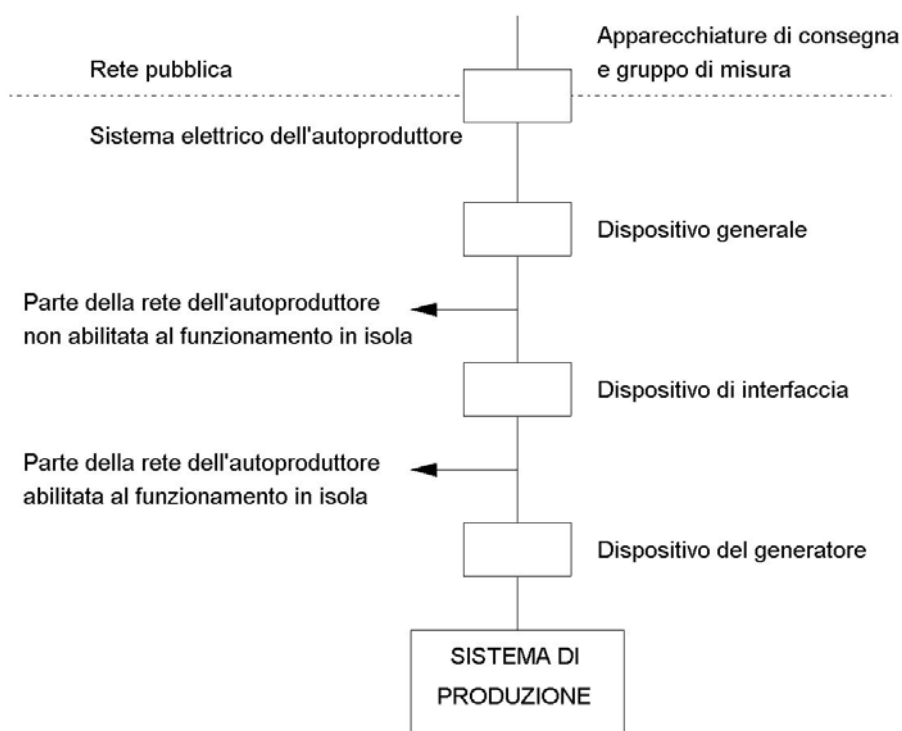 Apparecchiature di consegna
e gruppo di misura
Rete pubblica
Sistema elettrico dell'autoproduttore
Dispositivo generale
Parte della rete dell'autoproduttore
non abilitata al funzionamento in isola
Dispositivo di interfaccia
Parte della rete dell'autoproduttore
abilitata al funzionamento in isola
Dispositivo del generatore
SISTEMA DI
PRODUZIONE